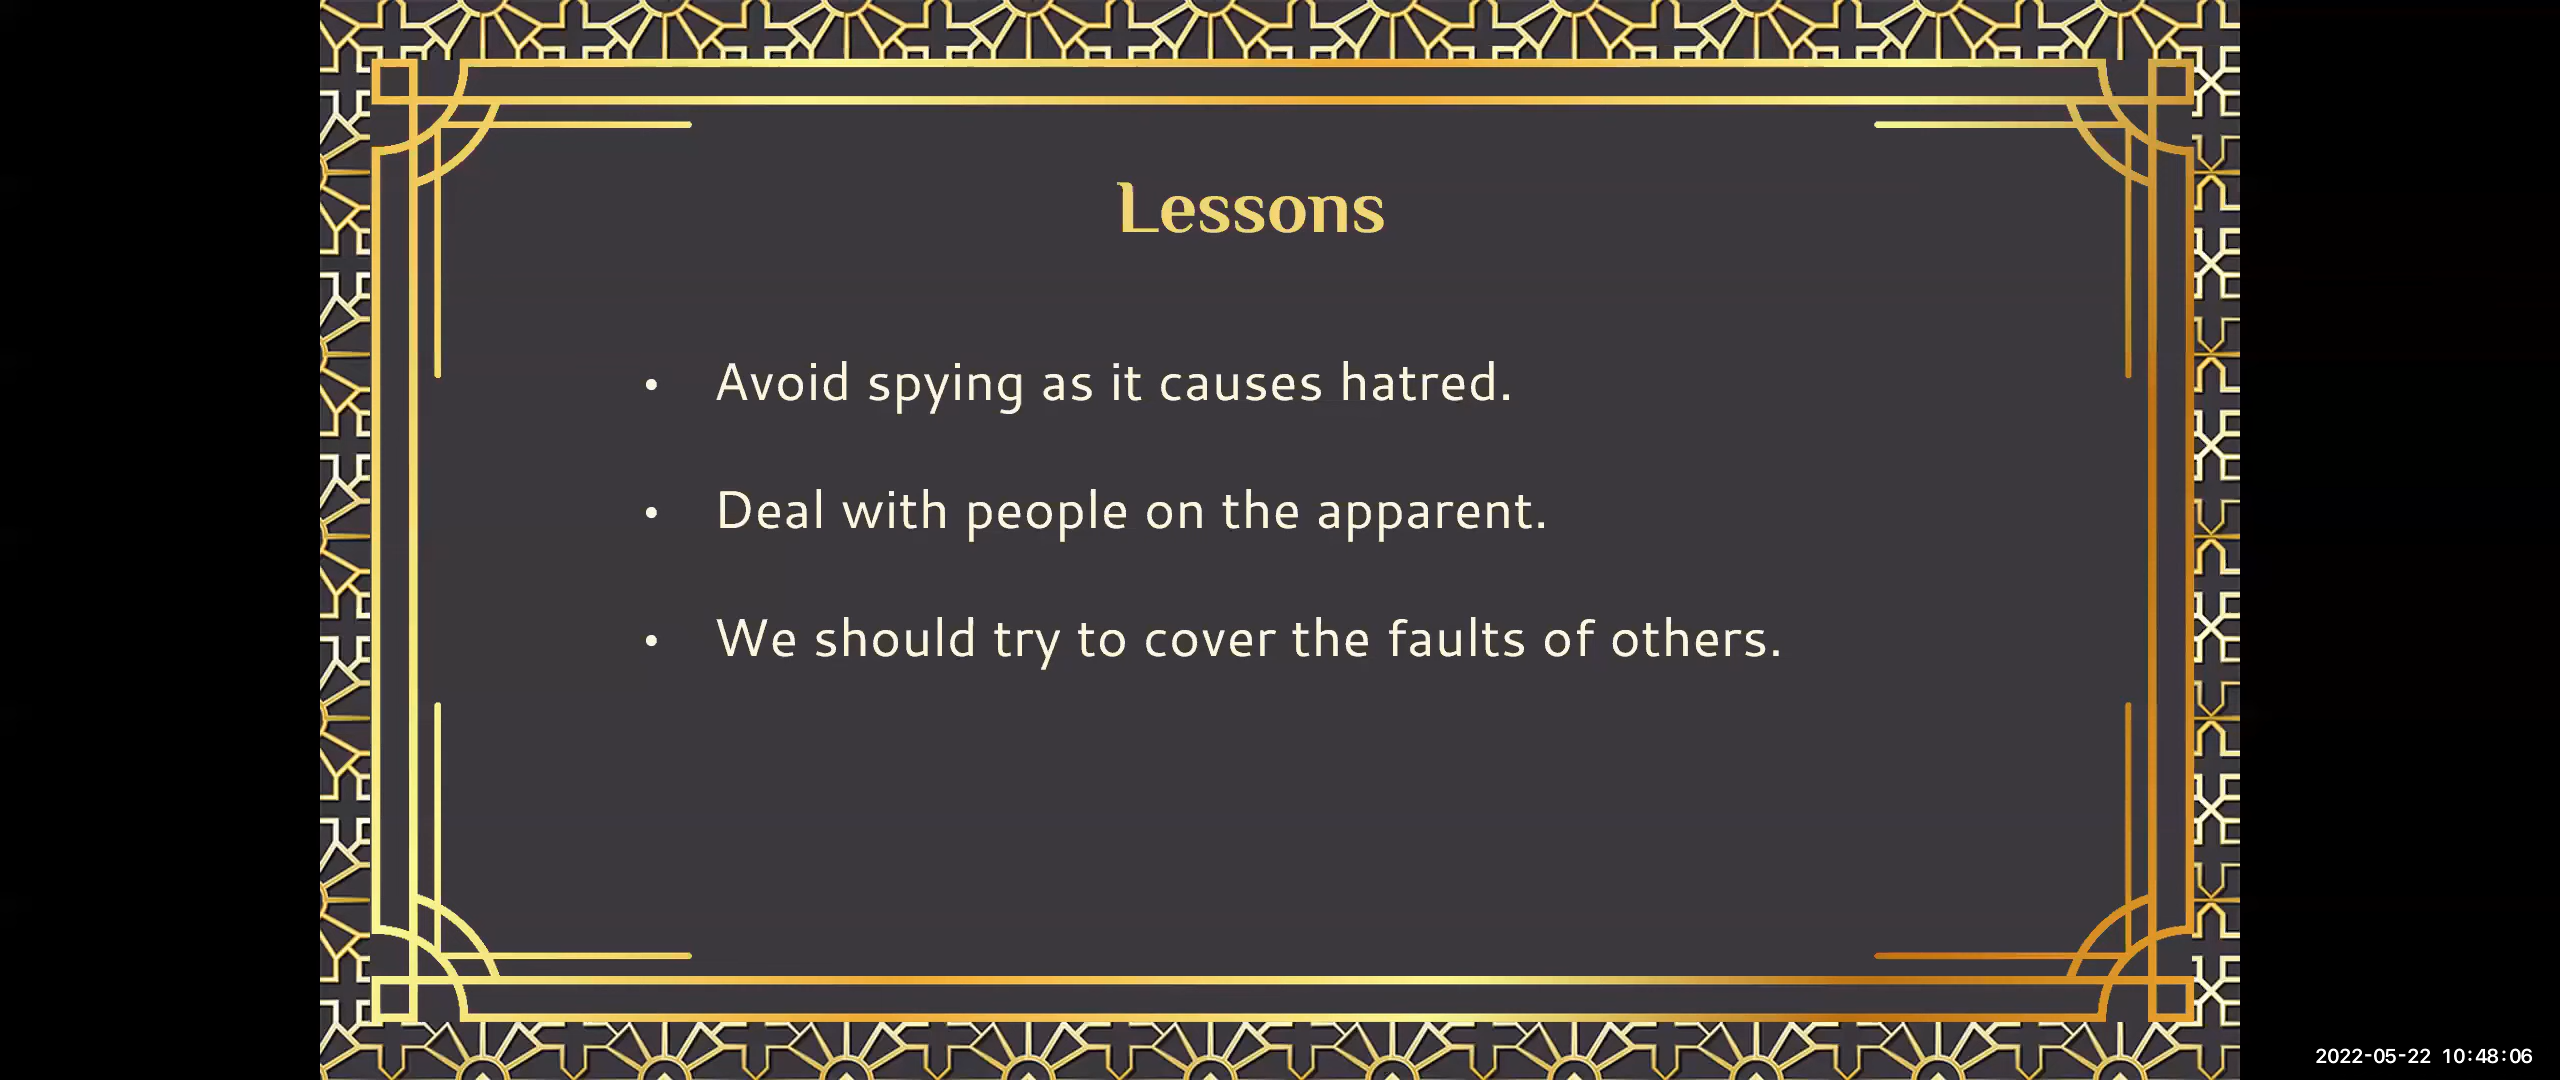 Lessons
• Avoid spying as it causes hatred.
• Deal with people on the apparent.
• We should try to cover the faults of others.
2022-05-22 10:48:06